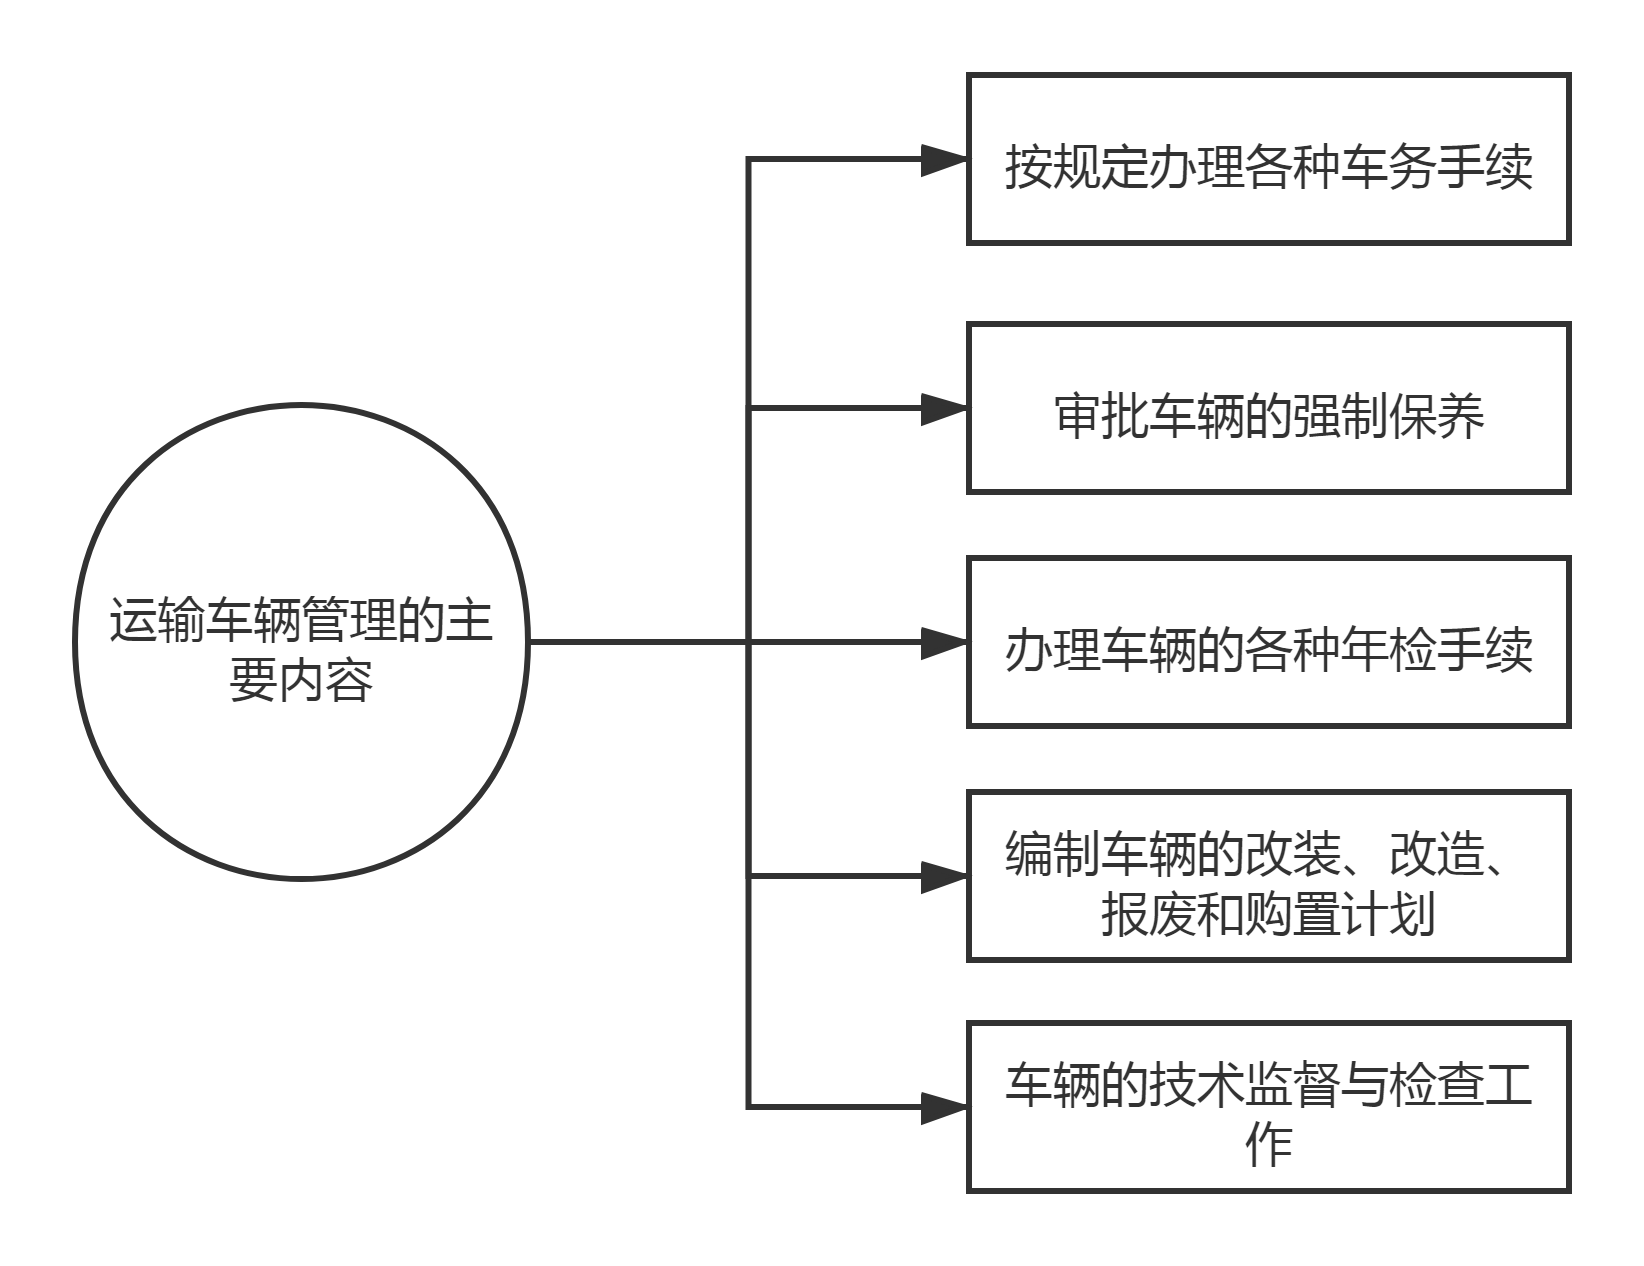 运输车辆管理的主
要内容
按规定办理各种车务手续
审批车辆的强制保养
办理车辆的各种年检手续
编制车辆的改装、改造、
报废和购置计划
车辆的技术监督与检查工
作